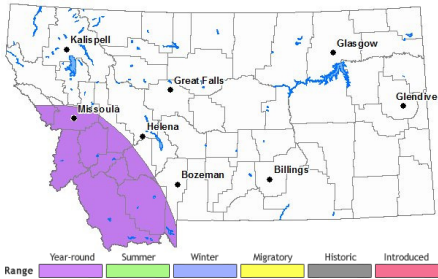 Kalispell
Glasgow
Great Falls
Glendive
Missoula
Helena
Bozeman
Billings
Year-round Summer Winter Migratory Historic Introduced
Range